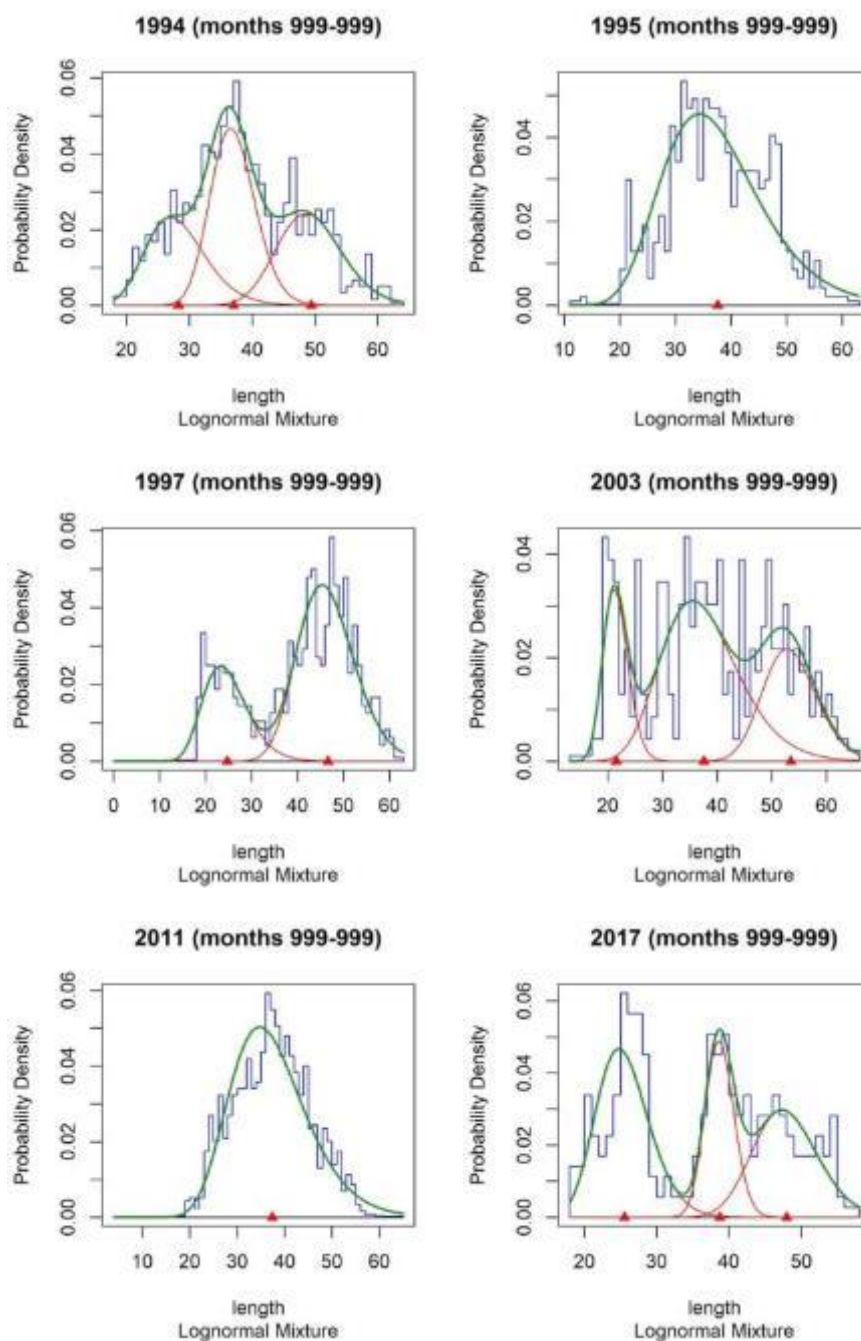 1994 (months 999-999)
Probability Density
0.00 0.02 0.04 0.06
20 30 40 50 60
length
Lognormal Mixture
1995 (months 999-999)
Probability Density
0.00 0.02 0.04
10 20 30 40 50 60
length
Lognormal Mixture
1997 (months 999-999)
Probability Density
0.00 0.02 0.04 0.06
0 10 20 30 40 50 60
length
Lognormal Mixture
2003 (months 999-999)
Probability Density
0.00 0.02 0.04
20 30 40 50 60
length
Lognormal Mixture
2011 (months 999-999)
Probability Density
0.00 0.02 0.04 0.06
10 20 30 40 50 60
length
Lognormal Mixture
2017 (months 999-999)
Probability Density
0.00 0.02 0.04 0.06
20 30 40 50
length
Lognormal Mixture